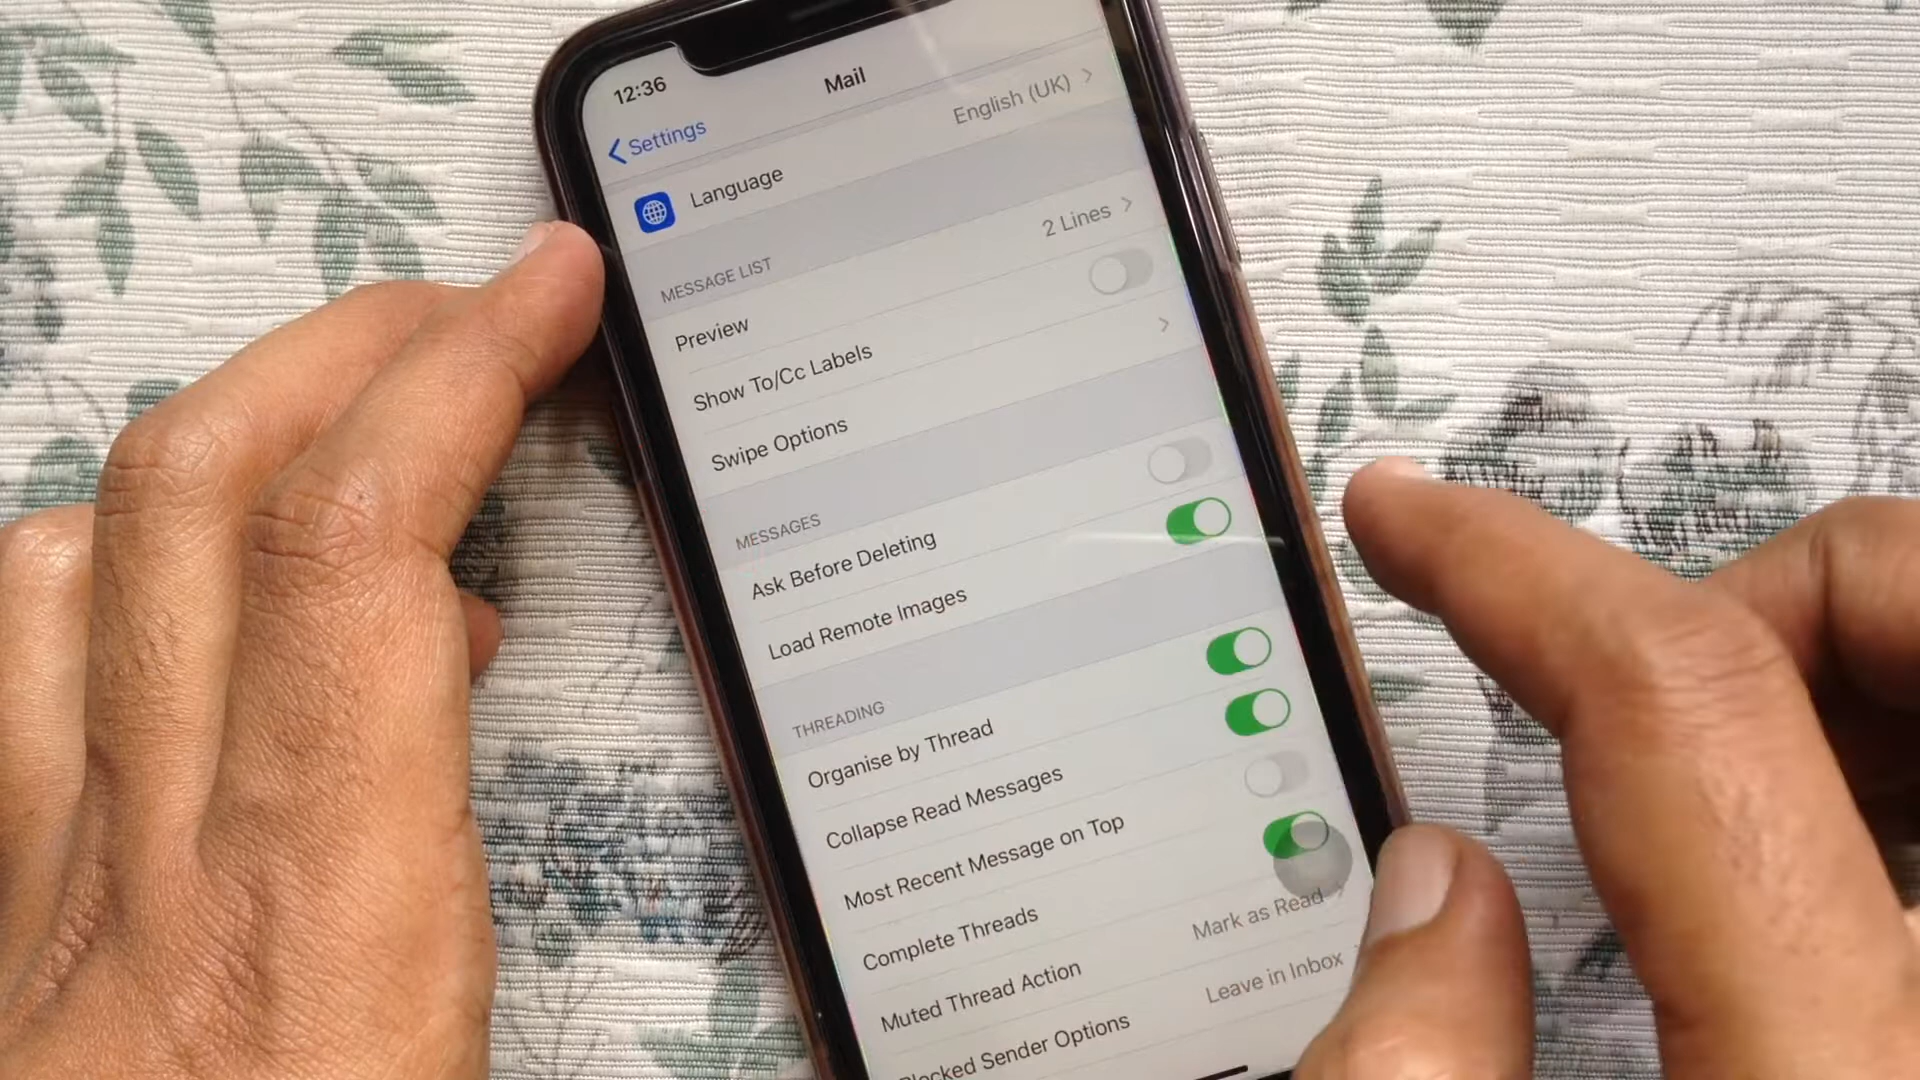 12:36
Mail
Settings
Language English (UK)
MESSAGE LIST
Preview 2 Lines
Show To/Cc Labels
Swipe Options
MESSAGES
Ask Before Deleting
Load Remote Images
THREADING
Organise by Thread
Collapse Read Messages
Most Recent Message on Top
Complete Threads
Muted Thread Action Mark as Read
Blocked Sender Options Leave in Inbox